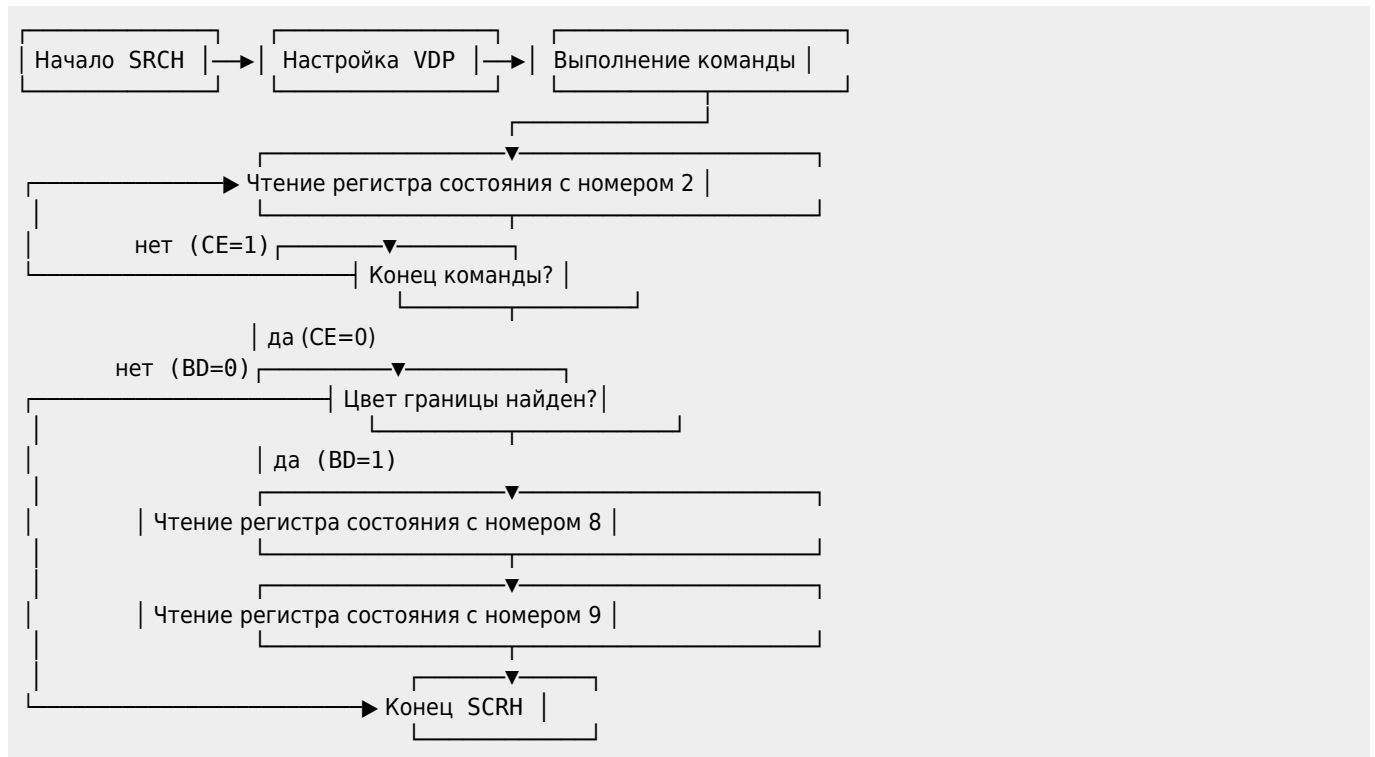 Начало SRCH Настройка VDP Выполнение команды
Чтение регистра состояния с номером 2
нет (CE=1)
Конец команды?
да (CE=0)
нет (BD=0)
Цвет границы найден?
да (BD=1)
Чтение регистра состояния с номером 8
Чтение регистра состояния с номером 9
Конец SCRH